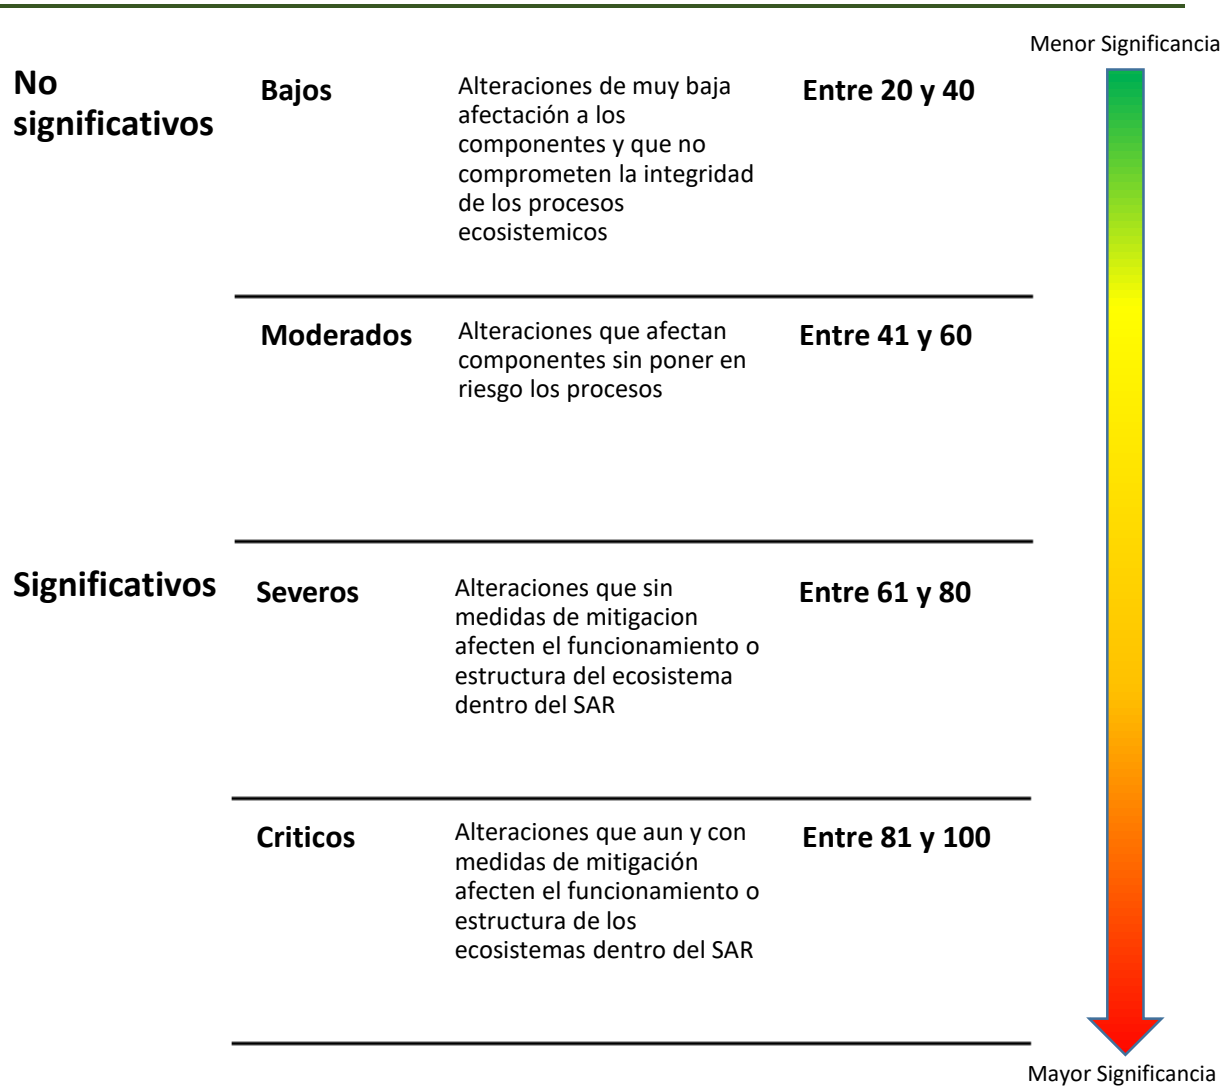 Menor Significancia
No
significativos
Bajos
Alteraciones de muy baja
afectación a los
componentes y que no
comprometen la integridad
de los procesos
ecosistemicos
Entre 20 y 40
Moderados
Alteraciones que afectan
componentes sin poner en
riesgo los procesos
Entre 41 y 60
Significativos
Severos
Alteraciones que sin
medidas de mitigacion
afecten el funcionamiento o
estructura del ecosistema
dentro del SAR
Entre 61 y 80
Criticos
Alteraciones que aun y con
medidas de mitigación
afecten el funcionamiento o
estructura de los
ecosistemas dentro del SAR
Entre 81 y 100
Mayor Significancia